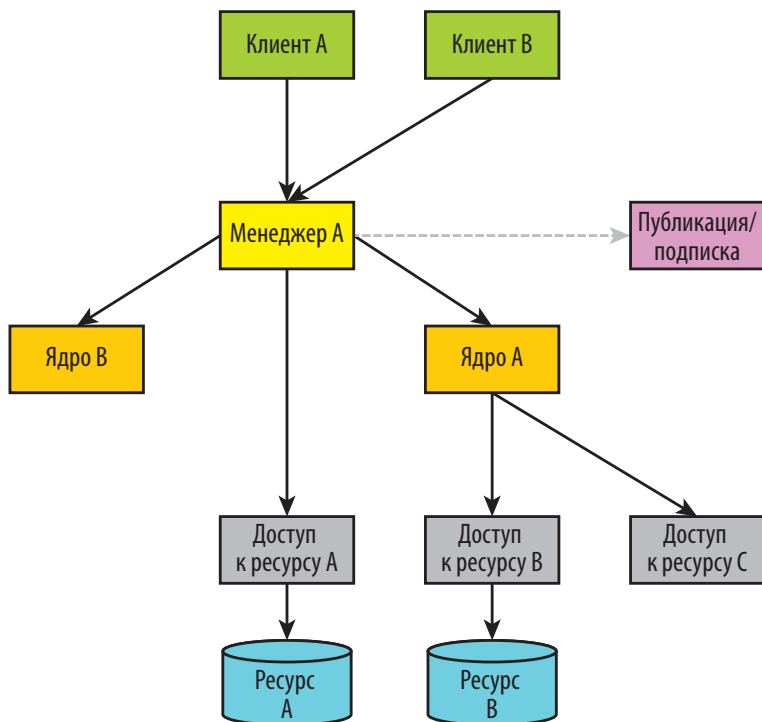 Клиент A
Клиент B
Менеджер A
Публикация/
подписка
Ядро B
Ядро A
Доступ
к ресурсу A
Доступ
к ресурсу B
Доступ
к ресурсу C
Ресурс
A
Ресурс
B